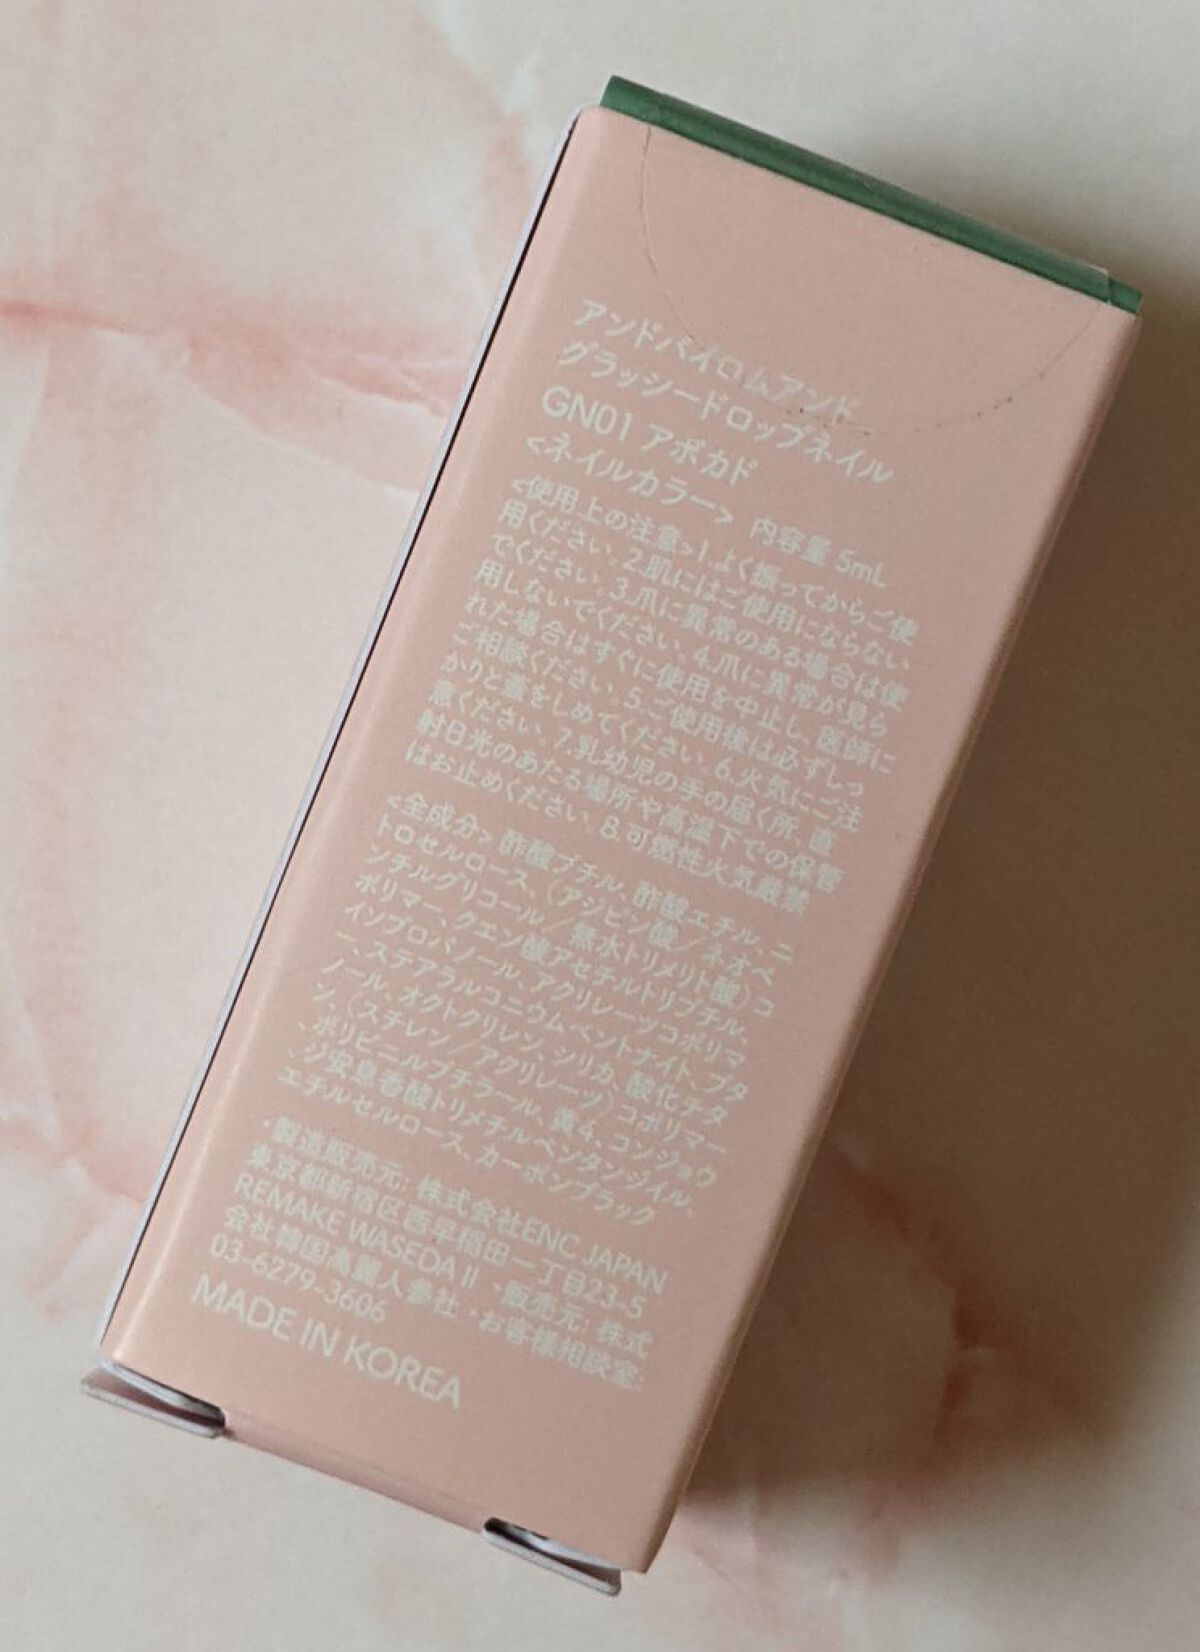 アンドバイロムアンド
グラッシードロップネイル
GN01 アボカド
<ネイルカラー> 内容量 5mL
<使用上の注意>1.よく振ってからご使
用ください。2.肌にはご使用にならない
でください。3.爪に異常のある場合は使
用しないでください。4.爪に異常が見ら
れた場合はすぐに使用を中止し、医師に
ご相談ください。5.ご使用後は必ずしっ
かりと蓋をしめてください。6.火気にご注
意ください。7.乳幼児の手の届く所、直
射日光のあたる場所や高温下での保管
はお止めください。8.可燃性火気厳禁
<全成分> 酢酸ブチル、酢酸エチル、ニ
トロセルロース、(アジピン酸/ネオペ
ンチルグリコール/無水トリメリト酸)コ
ポリマー、クエン酸アセチルトリブチル、
イソプロパノール、アクリレーツコポリマ
ー、ステアラルコニウムベントナイト、ブタ
ノール、オクトクリレン、シリカ、酸化チタ
ン、(スチレン/アクリレーツ)コポリマー
、ポリビニルブチラール、黄4、コンジョウ
、ジ安息香酸トリメチルペンタンジイル、
エチルセルロース、カーボンブラック
・製造販売元: 株式会社ENC JAPAN
東京都新宿区西早稲田一丁目23-5
REMAKE WASEDA II ・販売元: 株式
会社韓国高麗人参社 ・お客様相談室:
03-6279-3606
MADE IN KOREA